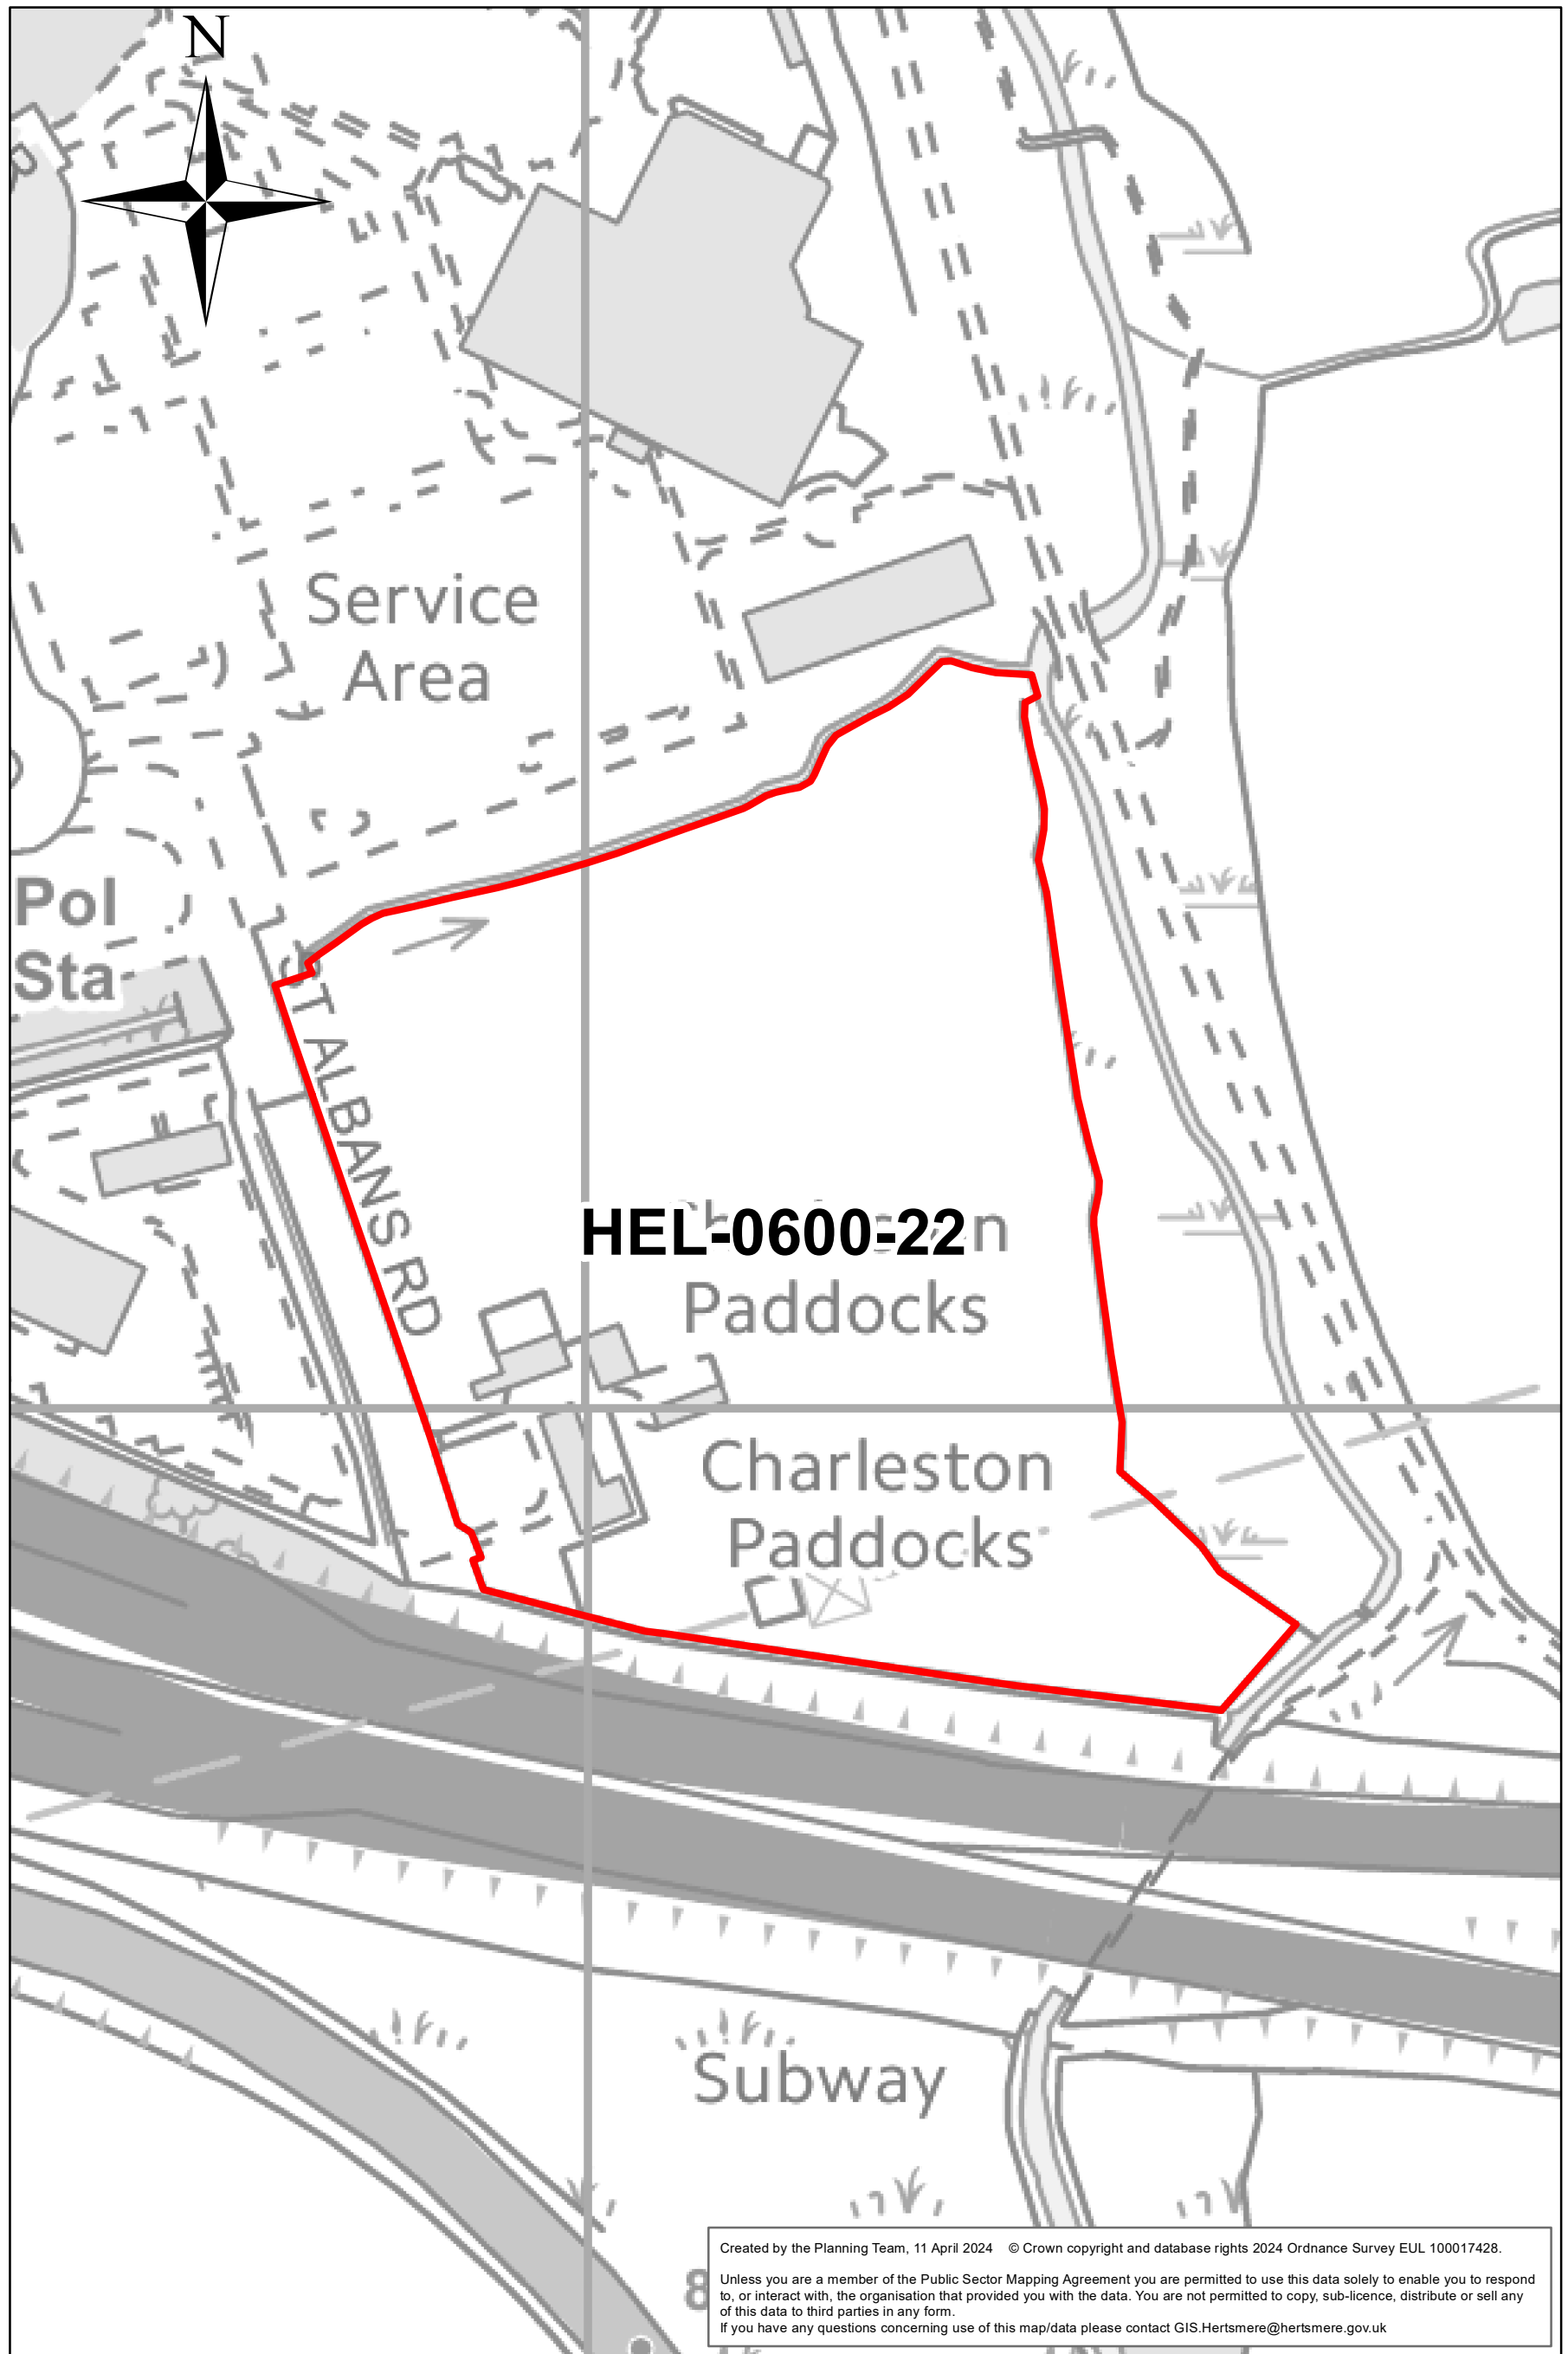 N
Service
Area
Pol
Sta
ST ALBANS RD
HEL-0600-22
Paddocks
Charleston
Paddocks
Subway
8
Created by the Planning Team, 11 April 2024 © Crown copyright and database rights 2024 Ordnance Survey EUL 100017428.
Unless you are a member of the Public Sector Mapping Agreement you are permitted to use this data solely to enable you to respond
to, or interact with, the organisation that provided you with the data. You are not permitted to copy, sub-licence, distribute or sell any
of this data to third parties in any form.
If you have any questions concerning use of this map/data please contact GIS.Hertsmere@hertsmere.gov.uk